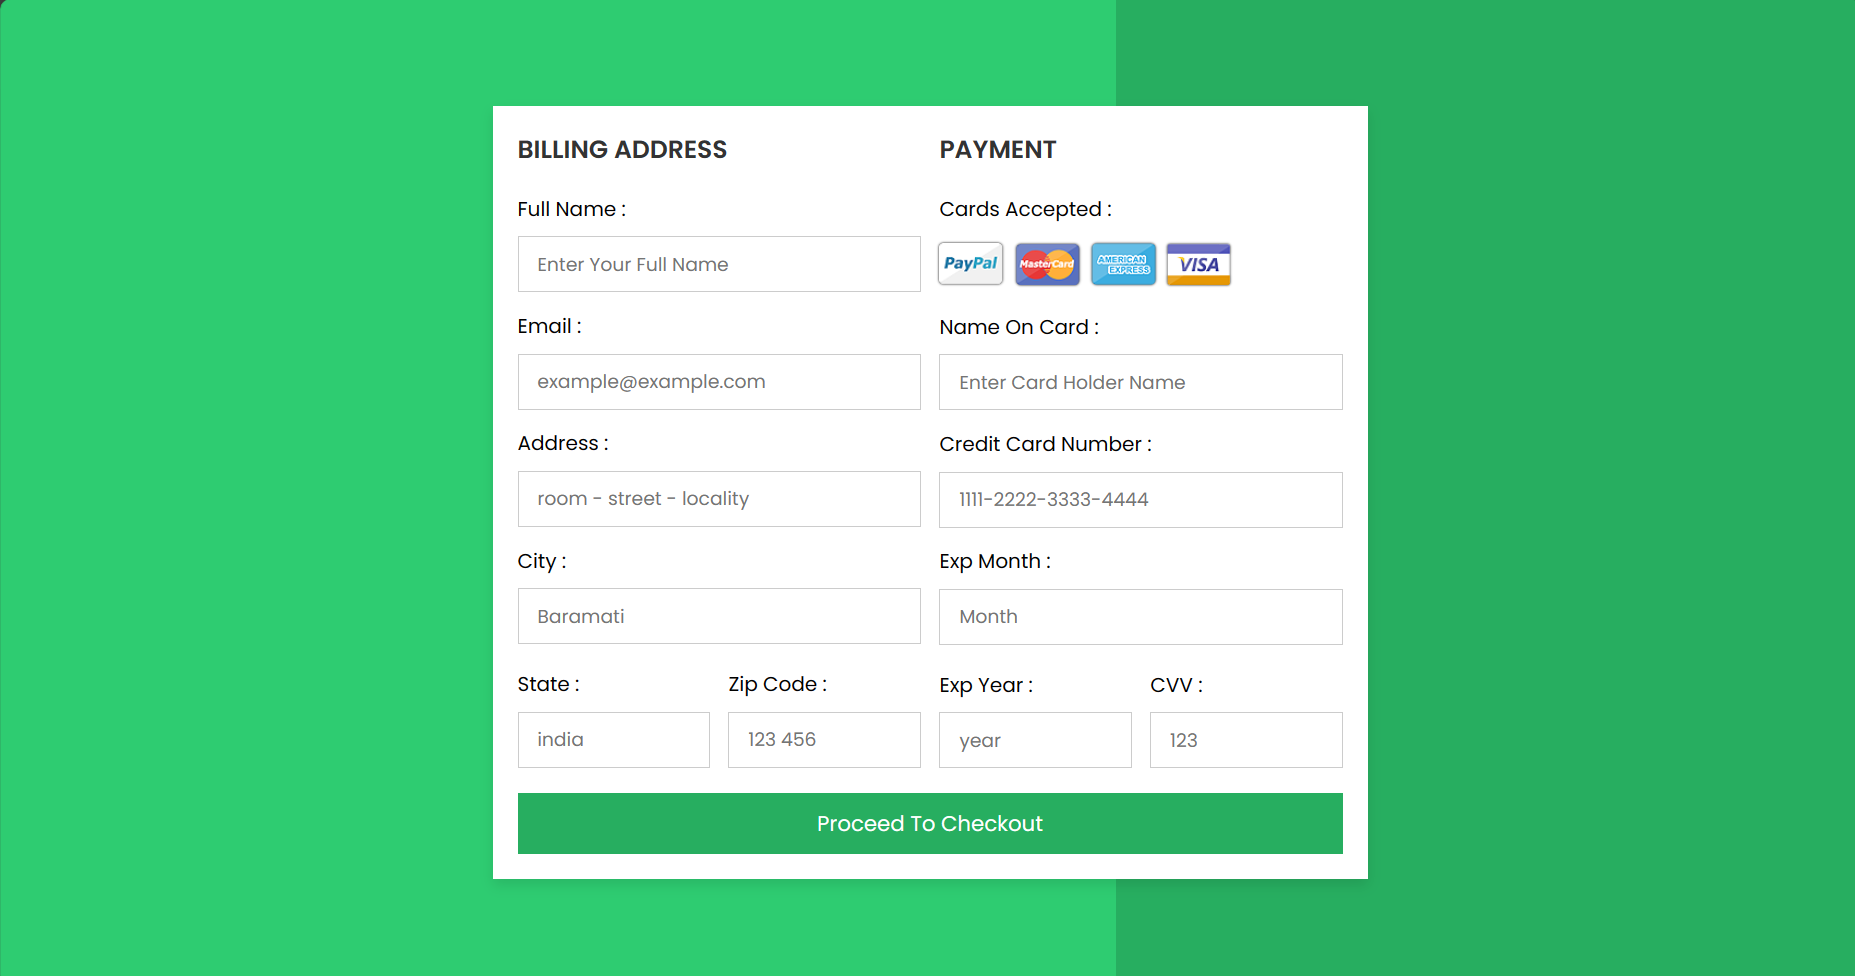 BILLING ADDRESS
Full Name :
Enter Your Full Name
Email :
example@example.com
Address :
room - street - locality
City :
Baramati
State :
india
Zip Code :
123 456
PAYMENT
Cards Accepted :
PayPal
MasterCard
AMERICAN
EXPRESS
VISA
Name On Card :
Enter Card Holder Name
Credit Card Number :
1111-2222-3333-4444
Exp Month :
Month
Exp Year :
year
CVV :
123
Proceed To Checkout